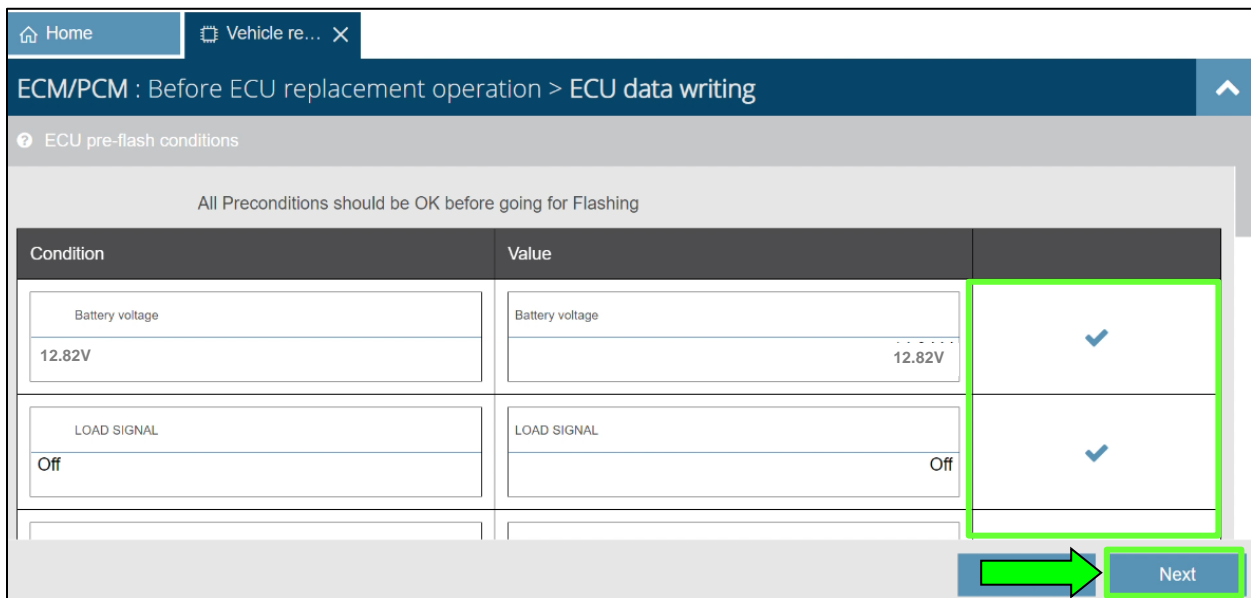 Home
Vehicle re...
ECM/PCM : Before ECU replacement operation > ECU data writing
ECU pre-flash conditions
All Preconditions should be OK before going for Flashing
Condition Value
Battery voltage Battery voltage
12.82V 12.82V
LOAD SIGNAL LOAD SIGNAL
Off Off
Next